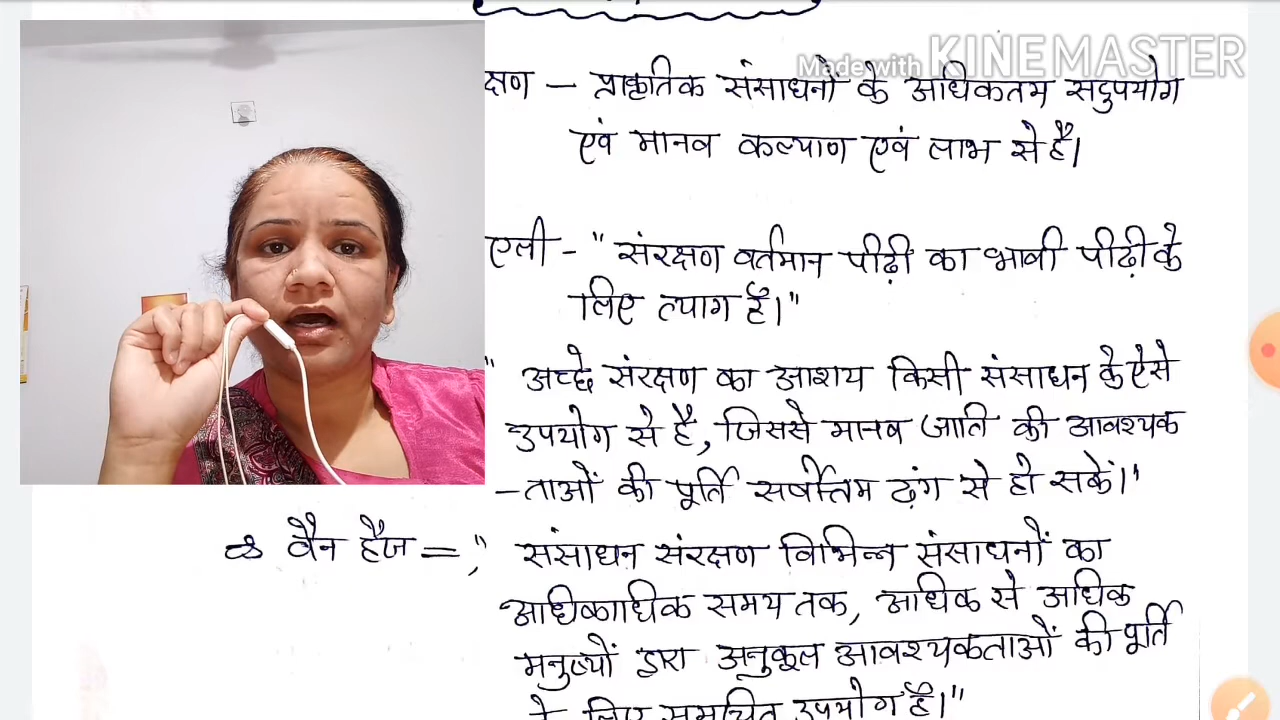 Made with KINEMASTER
क्षण — प्राकृतिक संसाधनों के अधिकतम सदुपयोग
एवं मानव कल्याण एवं लाभ से है।
एली - " संरक्षण वर्तमान पीढ़ी का भावी पीढ़ी के
लिए त्याग है।"
" अच्छे संरक्षण का आशय किसी संसाधन के ऐसे
उपयोग से है, जिससे मानव जाति की आवश्यक
-ताओं की पूर्ति सर्वोत्तम ढ़ंग से हो सकें।"
वैन हैज =, " संसाधन संरक्षण विभिन्न संसाधनों का
अधिकाधिक समय तक, अधिक से अधिक
मनुष्यों द्वारा अनुकूल आवश्यकताओं की पूर्ति
के लिए समुचित उपयोग है।"